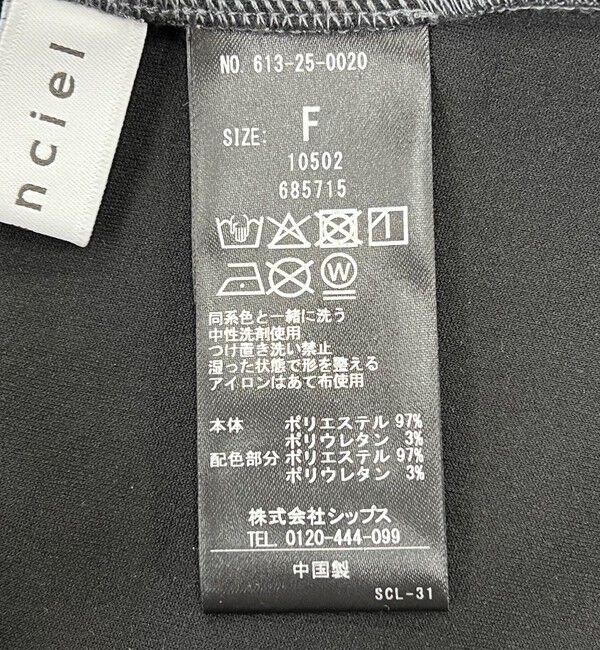 nciel
NO. 613-25-0020
SIZE: F
10502
685715
W
同系色と一緒に洗う
中性洗剤使用
つけ置き洗い禁止
湿った状態で形を整える
アイロンはあて布使用
本体 ポリエステル 97%
ポリウレタン 3%
配色部分 ポリエステル 97%
ポリウレタン 3%
株式会社シップス
TEL. 0120-444-099
中国製
SCL-31